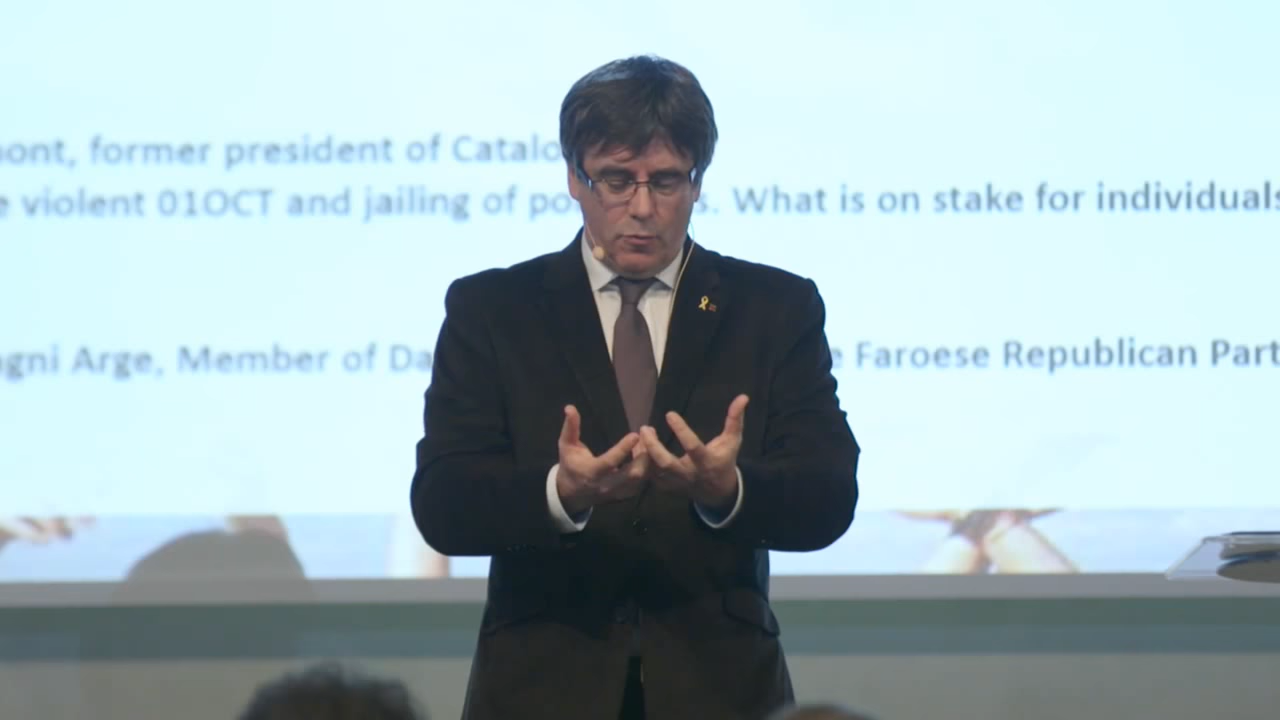 mont, former president of Catalo
e violent 01OCT and jailing of po s. What is on stake for individuals
gni Arge, Member of Da e Faroese Republican Part